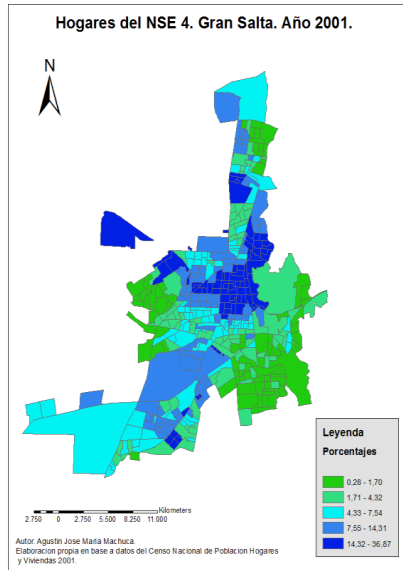 Hogares del NSE 4. Gran Salta. Año 2001.
N
Leyenda
Porcentajes
0,28 - 1,70
1,71 - 4,32
4,33 - 7,54
7,55 - 14,31
14,32 - 36,87
Kilometers
2.750 0 2.750 5.500 8.250 11.000
Autor. Agustin Jose Maria Machuca.
Elaboracion propia en base a datos del Censo Nacional de Poblacion Hogares
y Viviendas 2001.